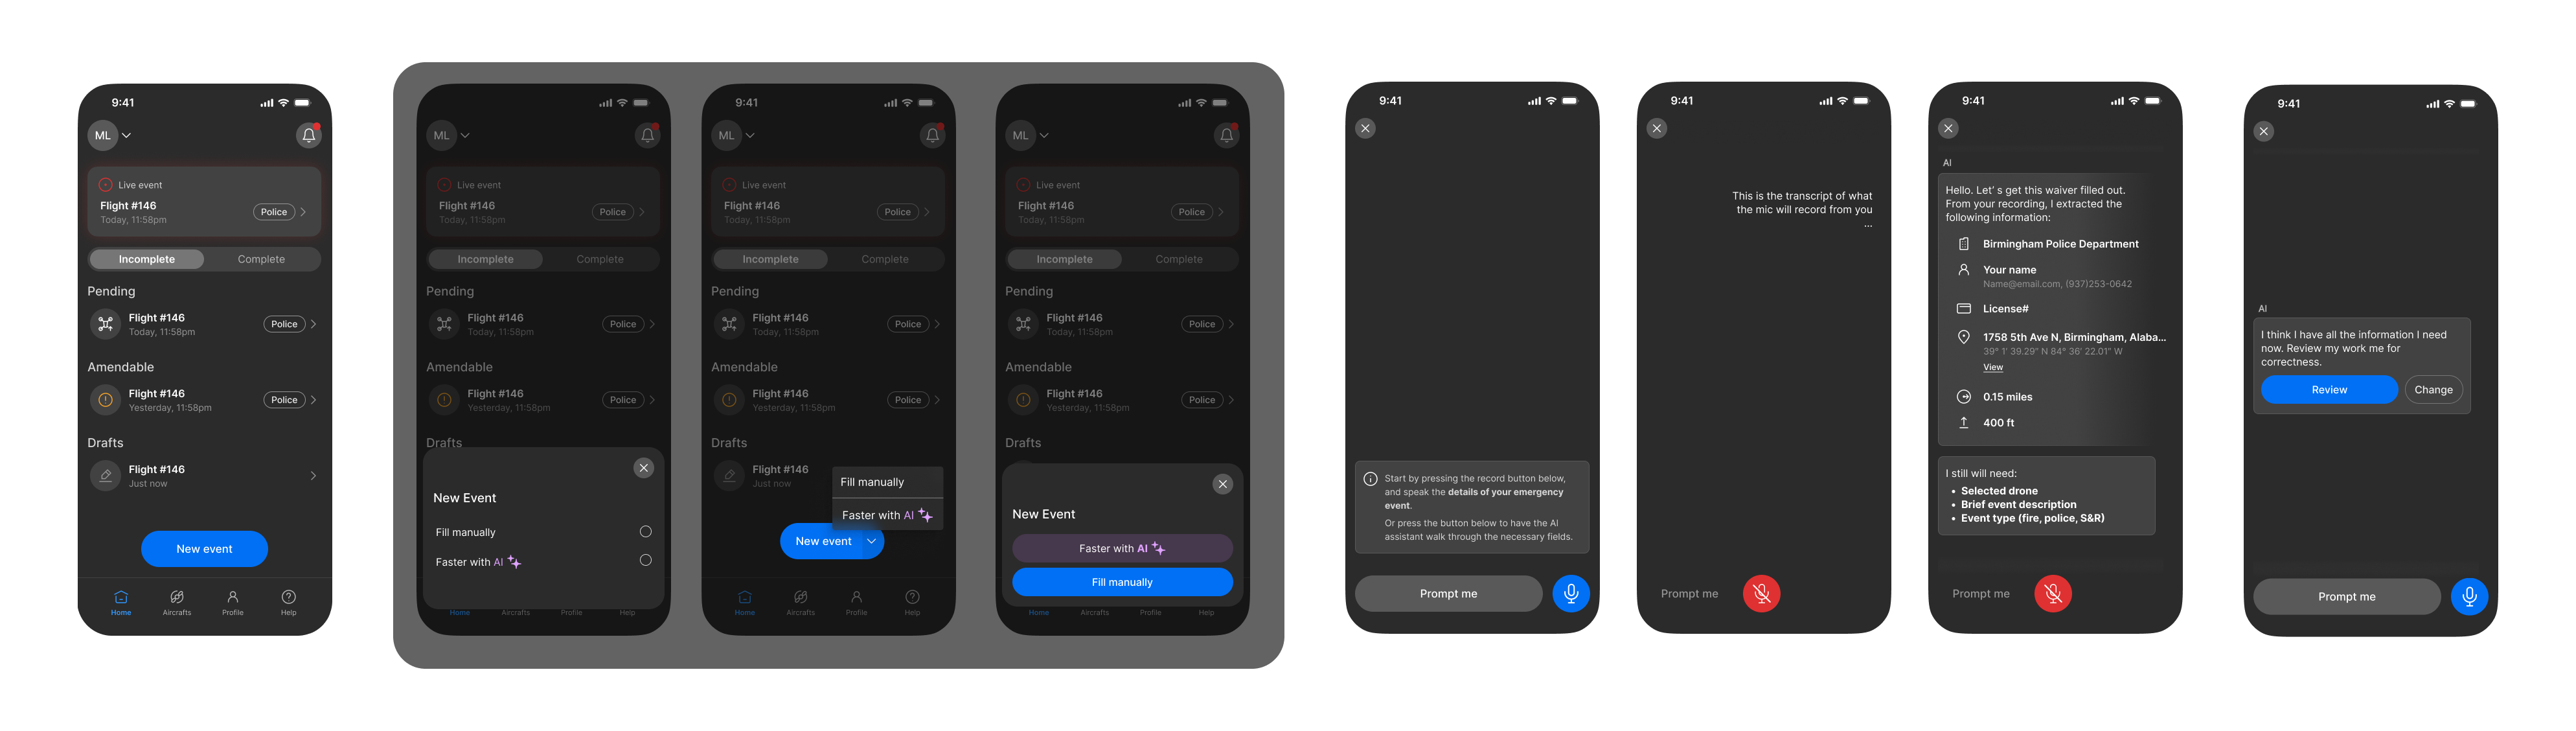 9:41
ML
Live event
Flight #146
Today, 11:58pm
Police
Incomplete
Complete
Pending
Flight #146
Today, 11:58pm
Police
Amendable
Flight #146
Yesterday, 11:58pm
Police
Drafts
Flight #146
Just now
New event
Home
Aircrafts
Profile
Help
ML
Live event
Flight #146
Today, 11:58pm
Police
Incomplete
Complete
Pending
Flight #146
Today, 11:58pm
Police
Amendable
Flight #146
Yesterday, 11:58pm
Police
Drafts
New Event
Fill manually
Faster with AI
Home
Aircrafts
Profile
Help
9:41
ML
Live event
Flight #146
Today, 11:58pm
Police
Incomplete
Complete
Pending
Flight #146
Today, 11:58pm
Police
Amendable
Flight #146
Yesterday, 11:58pm
Police
Drafts
Flight #146
Just now
Fill manually
Faster with AI
New event
Home
Aircrafts
Profile
Help
ML
Live event
Flight #146
Today, 11:58pm
Police
Incomplete
Complete
Pending
Flight #146
Today, 11:58pm
Police
Amendable
Flight #146
Yesterday, 11:58pm
Police
Drafts
New Event
Faster with AI
Fill manually
Home
Aircrafts
Profile
Help
9:41
Start by pressing the record button below,
and speak the details of your emergency
event.
Or press the button below to have the AI
assistant walk through the necessary fields.
Prompt me
9:41
This is the transcript of what
the mic will record from you
...
Prompt me
9:41
AI
Hello. Let' s get this waiver filled out.
From your recording, I extracted the
following information:
Birmingham Police Department
Your name
Name@email.com, (937)253-0642
License#
1758 5th Ave N, Birmingham, Alaba...
39° 1' 39.29" N 84° 36' 22.01" W
View
0.15 miles
400 ft
I still will need:
• Selected drone
• Brief event description
• Event type (fire, police, S&R)
Prompt me
9:41
AI
I think I have all the information I need
now. Review my work me for
correctness.
Review
Change
Prompt me